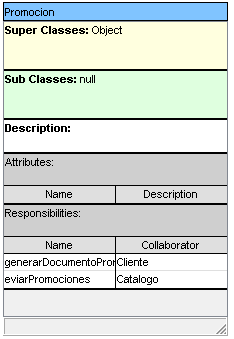 Promocion
Super Classes: Object
Sub Classes: null
Description:
Attributes:
Name Description
Responsibilities:
Name Collaborator
generarDocumentoPror Cliente
eviarPromociones Catalogo